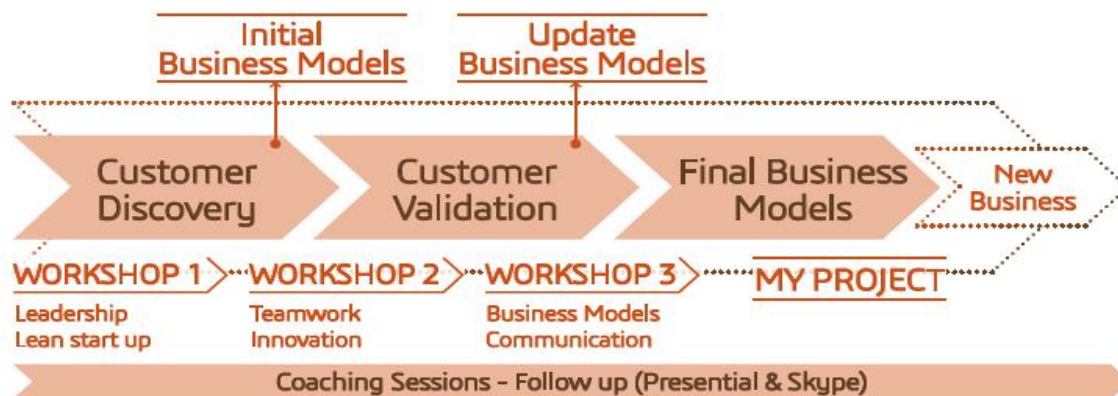 Initial
Business Models
Update
Business Models
Customer
Discovery
Customer
Validation
Final Business
Models
New
Business
WORKSHOP 1
Leadership
Lean start up
WORKSHOP 2
Teamwork
Innovation
WORKSHOP 3
Business Models
Communication
MY PROJECT
Coaching Sessions - Follow up (Presential & Skype)